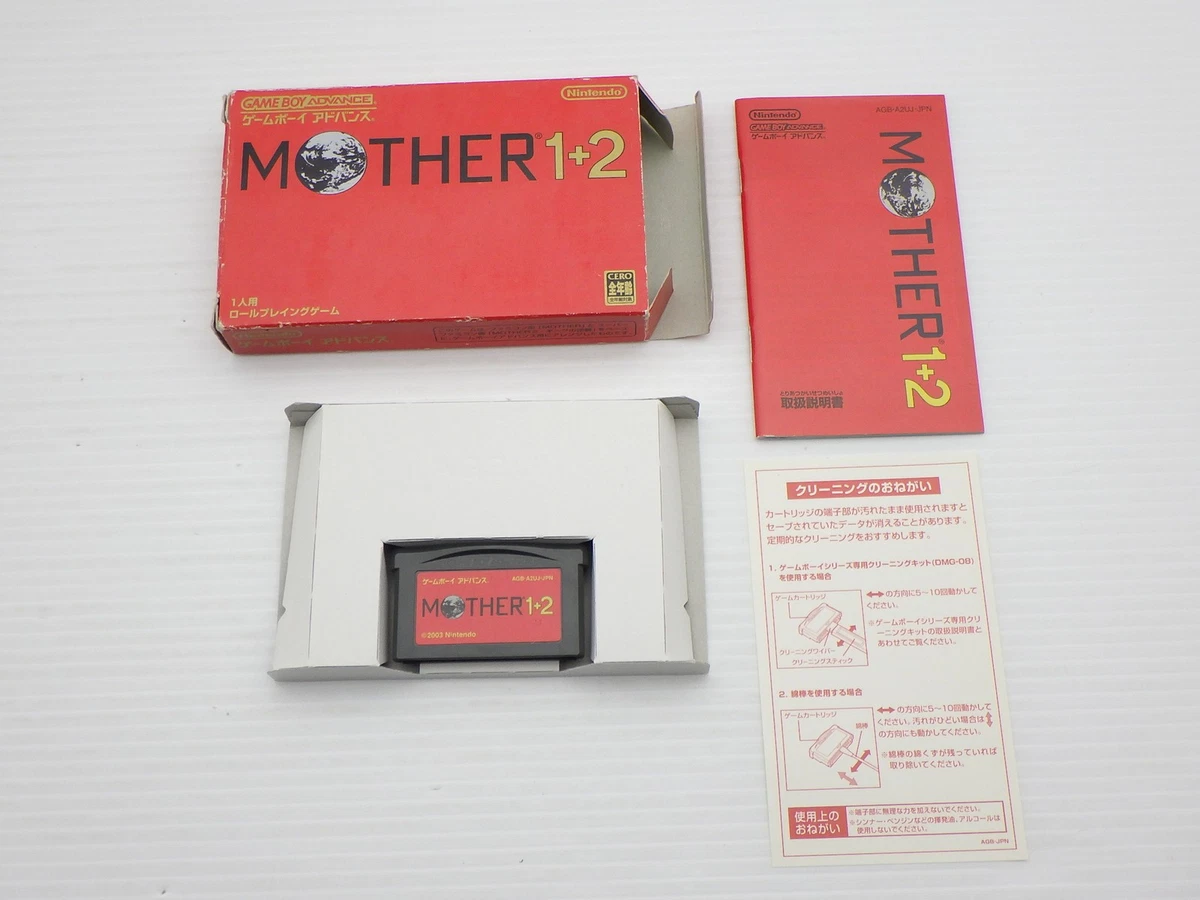 GAME BOY ADVANCE
ゲームボーイ アドバンス
Nintendo
MOTHER® 1+2
CERO
全年齢
1人用
ロールプレイングゲーム
ゲームボーイ アドバンス
Nintendo
GAME BOY ADVANCE
ゲームボーイ アドバンス
AGB-A2UJ-JPN
MOTHER® 1+2
とりあつかいせつめいしょ
取扱説明書
ゲームボーイ アドバンス
AGB-A2UJ-JPN
MOTHER 1+2
©2003 Nintendo
クリーニングのおねがい
カートリッジの端子部が汚れたまま使用されますと
セーブされていたデータが消えることがあります。
定期的なクリーニングをおすすめします。
1. ゲームボーイシリーズ専用クリーニングキット(DMG-08)
を使用する場合
ゲームカートリッジ
クリーニングワイパー
クリーニングスティック
⟷の方向に5〜10回動かして
ください。
※ゲームボーイシリーズ専用クリ
ーニングキットの取扱説明書と
あわせてご覧ください。
2. 綿棒を使用する場合
ゲームカートリッジ
綿棒
⟷の方向に5〜10回動かして
ください。汚れがひどい場合は↕
の方向にも動かしてください。
※綿棒の綿くずが残っていれば
取り除いてください。
使用上の
おねがい
※端子部に無理な力を加えないでください。
※シンナー・ベンジンなどの揮発油、アルコールは
使用しないでください。
AGB-JPN